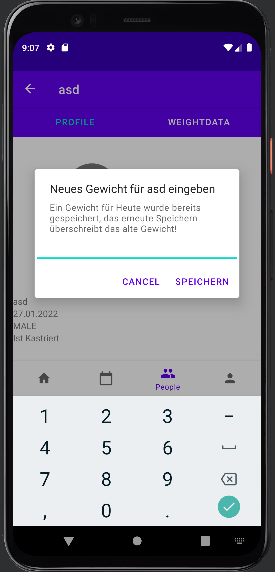 9:07
asd
PROFILE WEIGHTDATA
Neues Gewicht für asd eingeben
Ein Gewicht für Heute wurde bereits
gespeichert, das erneute Speichern
überschreibt das alte Gewicht!
CANCEL SPEICHERN
asd
27.01.2022
MALE
Ist Kastriert
People
1 2 3 −
4 5 6
7 8 9
, 0 .